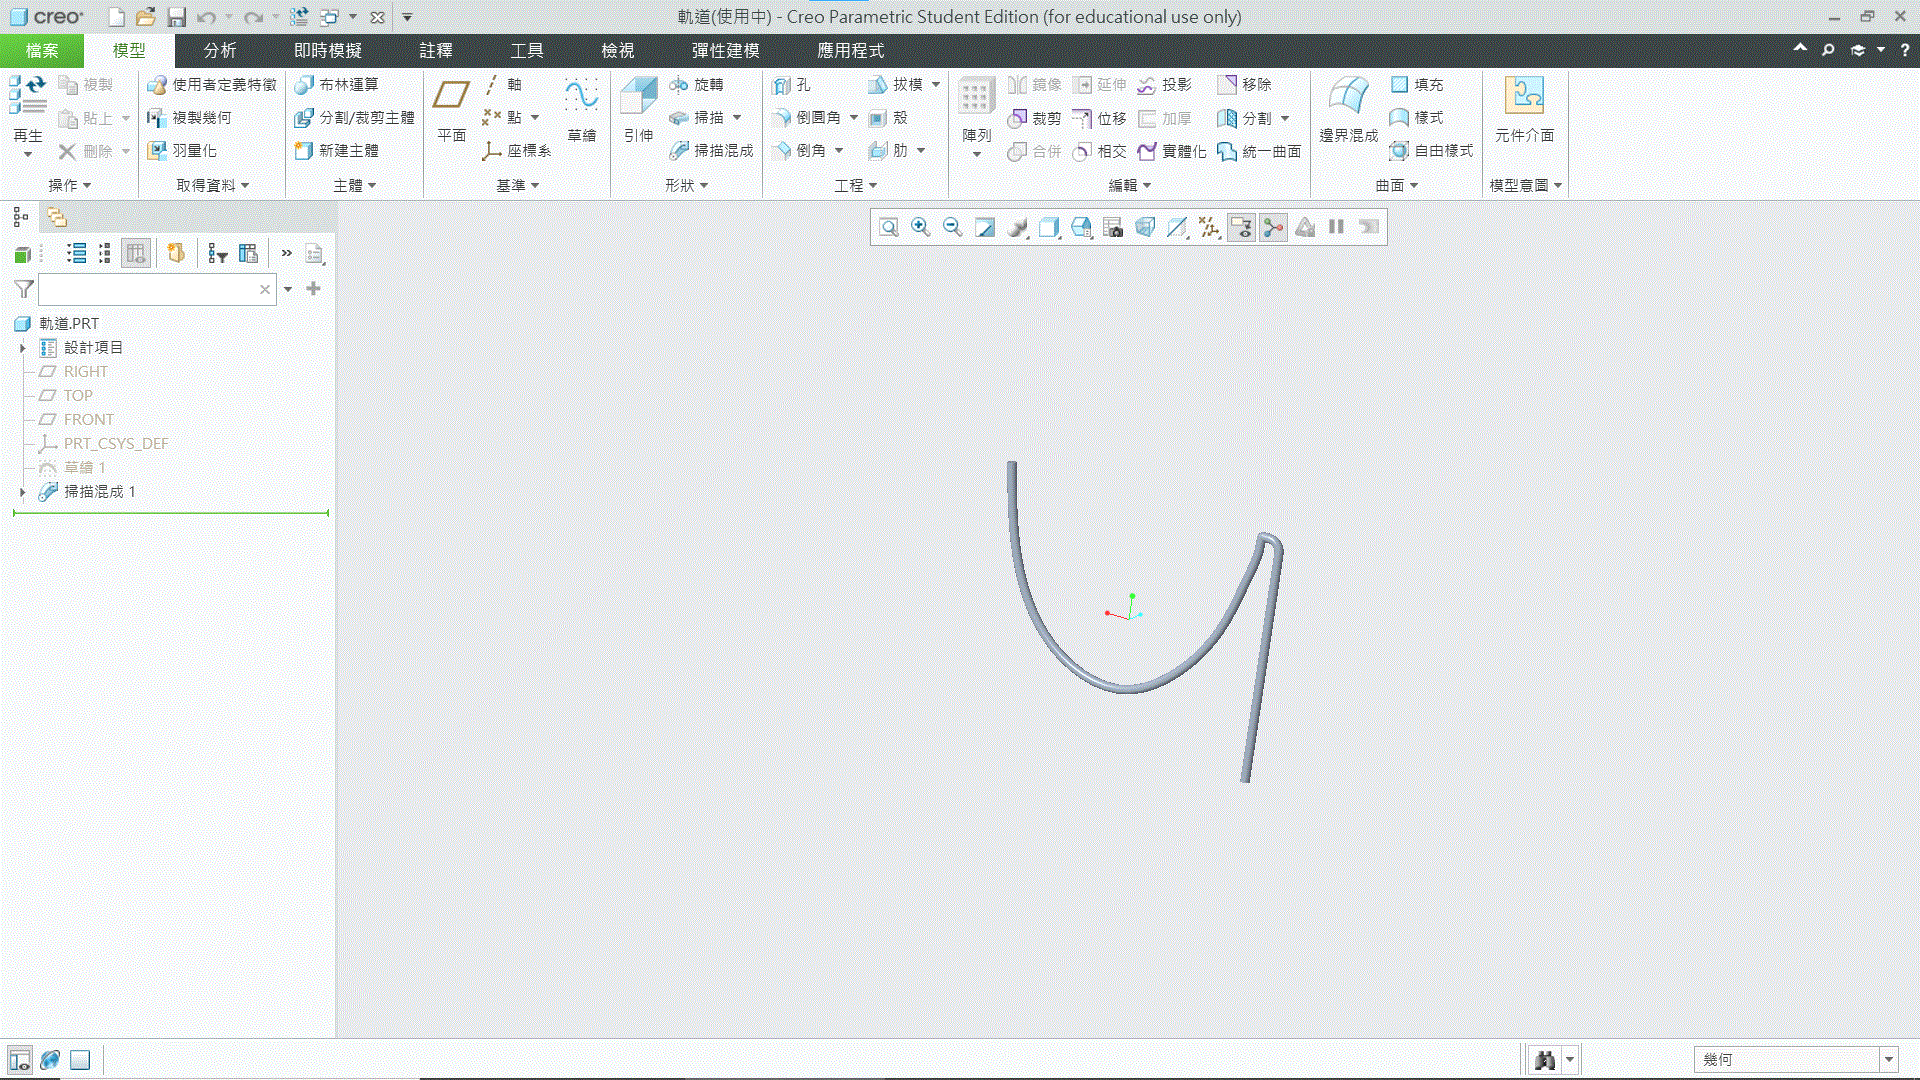 creo
軌道(使用中) - Creo Parametric Student Edition (for educational use only)
檔案 模型 分析 即時模擬 註釋 工具 檢視 彈性建模 應用程式
再生 複製 貼上 刪除 操作
使用者定義特徵 複製幾何 羽量化 取得資料
布林運算 分割/裁剪主體 新建主體 主體
平面 軸 點 座標系 草繪 基準
引伸 旋轉 掃描 掃描混成 形狀
孔 倒圓角 倒角 拔模 殼 肋 工程
陣列 鏡像 裁剪 合併 延伸 位移 相交 投影 加厚 實體化 移除 分割 統一曲面 編輯
邊界混成 填充 樣式 自由樣式 曲面
元件介面 模型意圖
軌道.PRT
設計項目
RIGHT
TOP
FRONT
PRT_CSYS_DEF
草繪 1
掃描混成 1
幾何